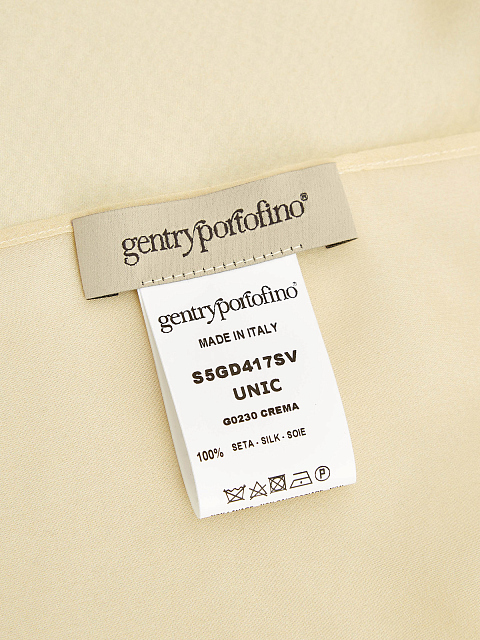 gentryportofino®
gentryportofino®
MADE IN ITALY
S5GD417SV
UNIC
G0230 CREMA
100% SETA - SILK - SOIE
P